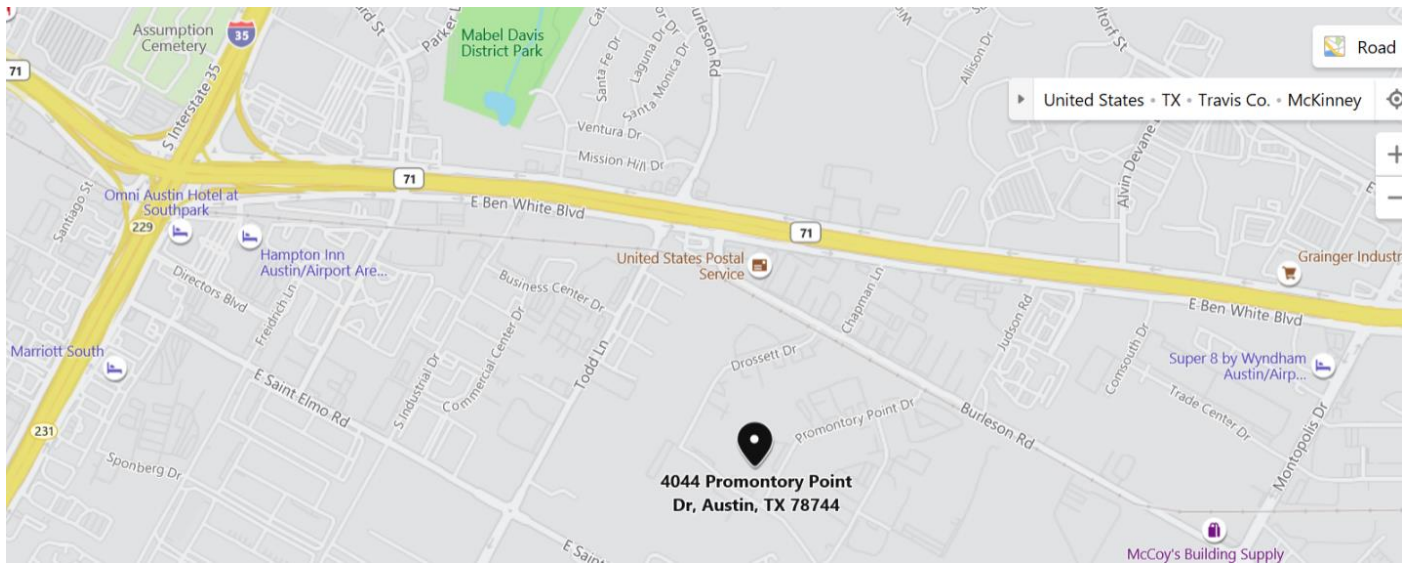 Assumption
Cemetery
35
71
Parker L
Mabel Davis
District Park
Santa Fe Dr
Laguna Dr
Santa Monica Dr
Burleson Rd
Allison Dr
oltorf St
Road
United States • TX • Travis Co. • McKinney
S Interstate 35
Ventura Dr
Mission Hill Dr
71
E Ben White Blvd
Alvin Devane
Santiago St
Omni Austin Hotel at
Southpark
229
Hampton Inn
Austin/Airport Are...
United States Postal
Service
71
Grainger Industr
E Ben White Blvd
Directors Blvd
Freidrich Ln
Business Center Dr
Chapman Ln
Judson Rd
Marriott South
S Industrial Dr
Commercial Center Dr
Todd Ln
Drossett Dr
Comsouth Dr
Super 8 by Wyndham
Austin/Airp...
E Saint Elmo Rd
Trade Center Dr
Montopolis Dr
231
Promontory Point Dr
Burleson Rd
Sponberg Dr
4044 Promontory Point
Dr, Austin, TX 78744
E Sain
McCoy's Building Supply